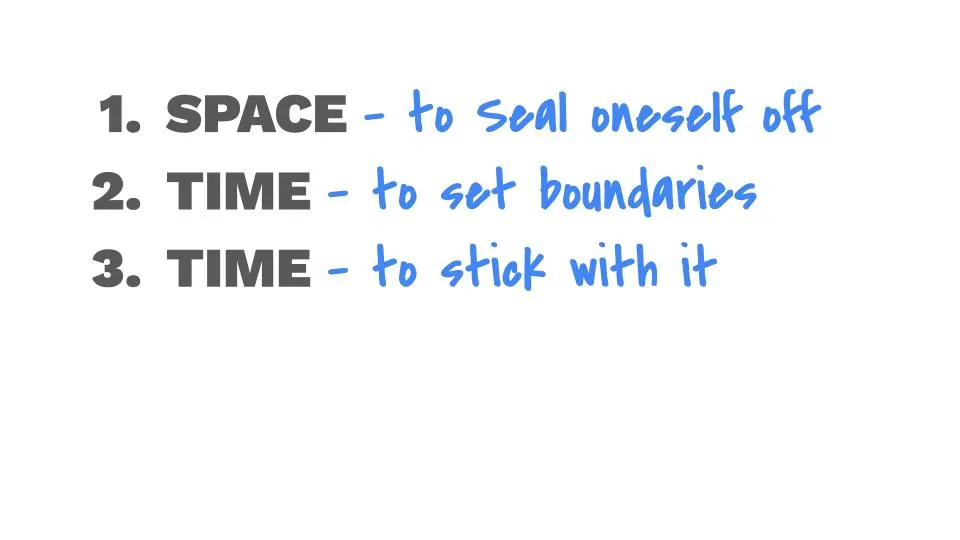 1. SPACE - to Seal oneself off
2. TIME - to set boundaries
3. TIME - to stick with it